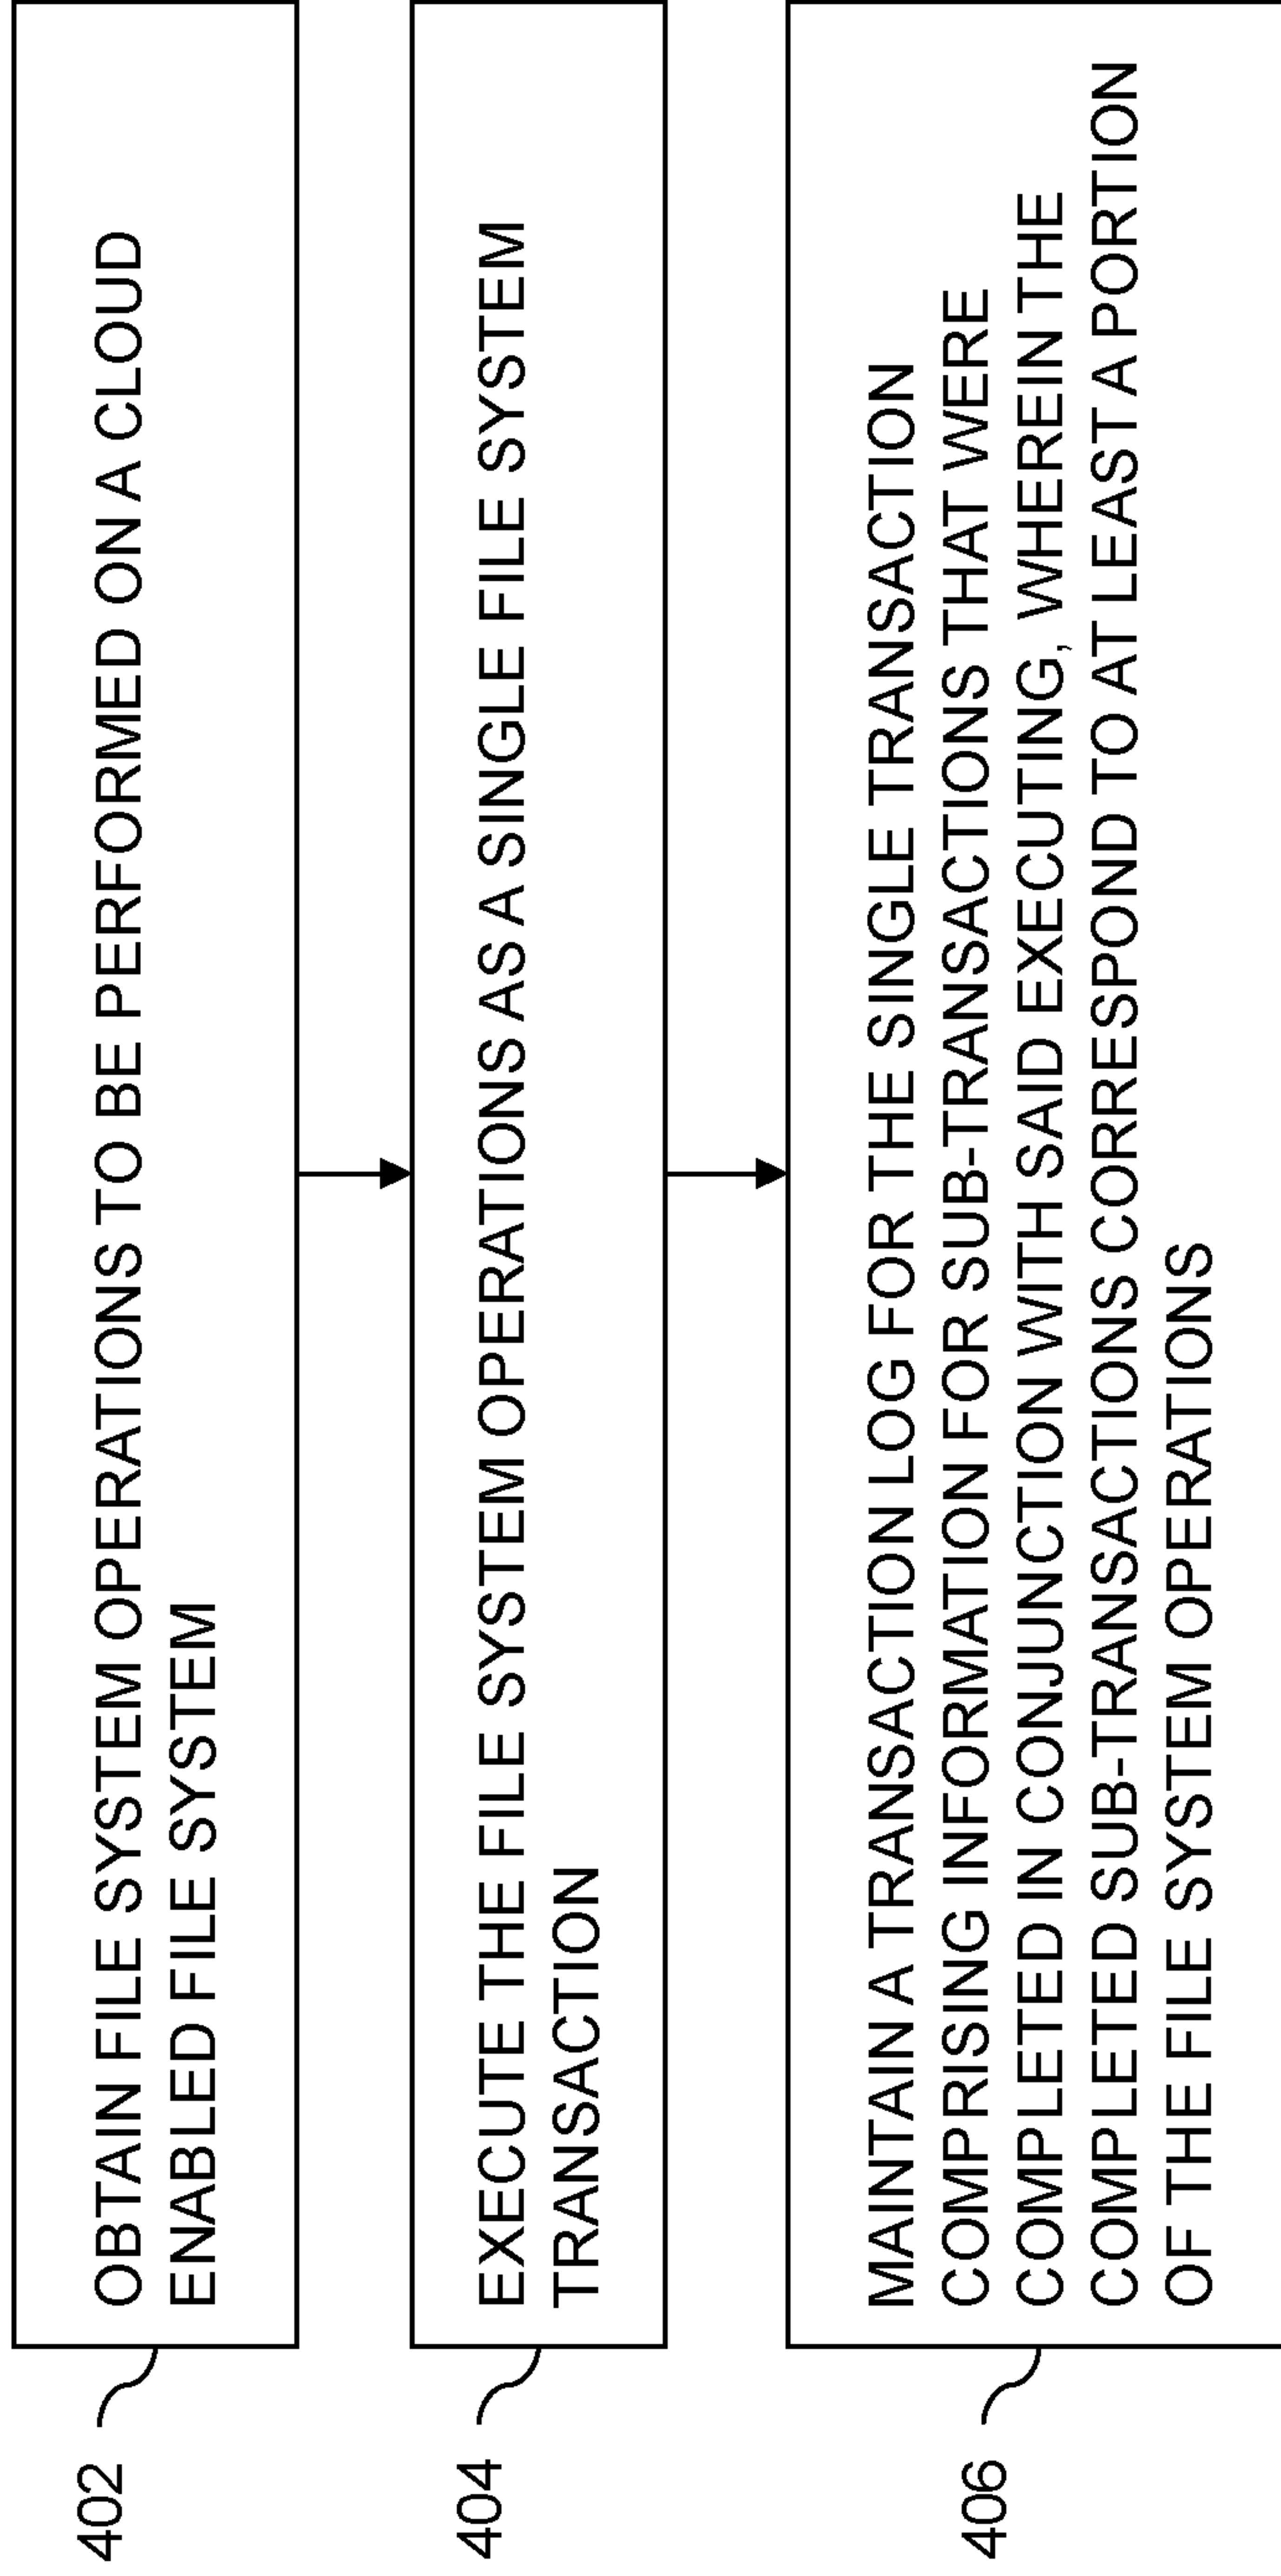 402
OBTAIN FILE SYSTEM OPERATIONS TO BE PERFORMED ON A CLOUD
ENABLED FILE SYSTEM
404
EXECUTE THE FILE SYSTEM OPERATIONS AS A SINGLE FILE SYSTEM
TRANSACTION
406
MAINTAIN A TRANSACTION LOG FOR THE SINGLE TRANSACTION
COMPRISING INFORMATION FOR SUB-TRANSACTIONS THAT WERE
COMPLETED IN CONJUNCTION WITH SAID EXECUTING, WHEREIN THE
COMPLETED SUB-TRANSACTIONS CORRESPOND TO AT LEAST A PORTION
OF THE FILE SYSTEM OPERATIONS